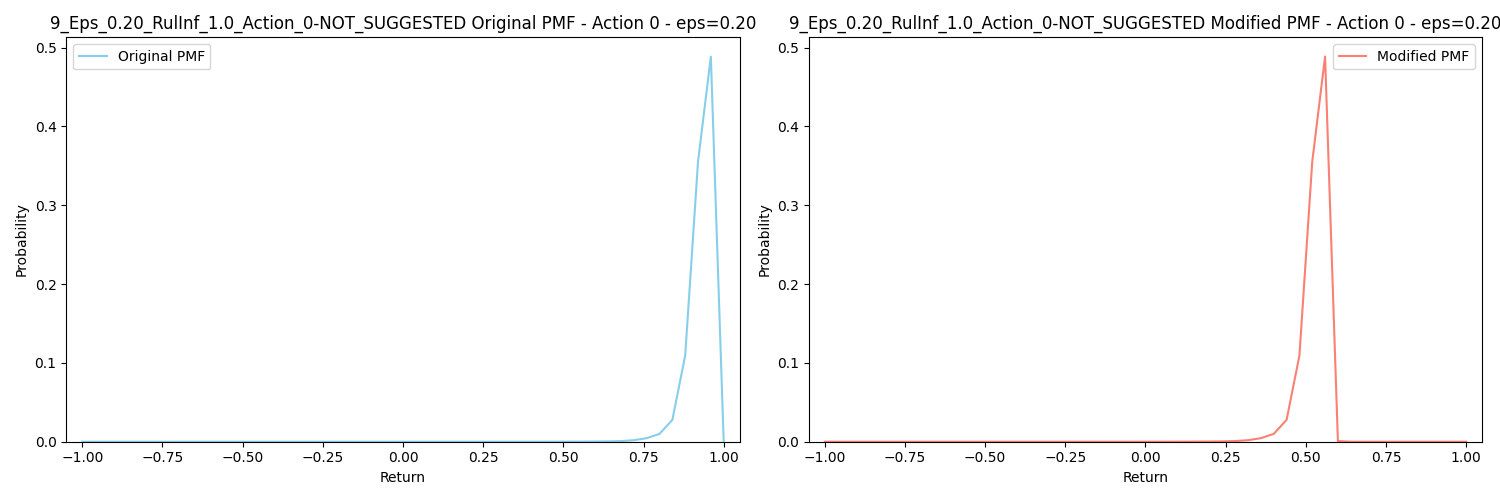 9_Eps_0.20_RulInf_1.0_Action_0-NOT_SUGGESTED Original PMF - Action 0 - eps=0.20
Original PMF
0.5
0.4
0.3
0.2
0.1
0.0
Probability
−1.00 −0.75 −0.50 −0.25 0.00 0.25 0.50 0.75 1.00
Return
9_Eps_0.20_RulInf_1.0_Action_0-NOT_SUGGESTED Modified PMF - Action 0 - eps=0.20
Modified PMF
0.5
0.4
0.3
0.2
0.1
0.0
Probability
−1.00 −0.75 −0.50 −0.25 0.00 0.25 0.50 0.75 1.00
Return